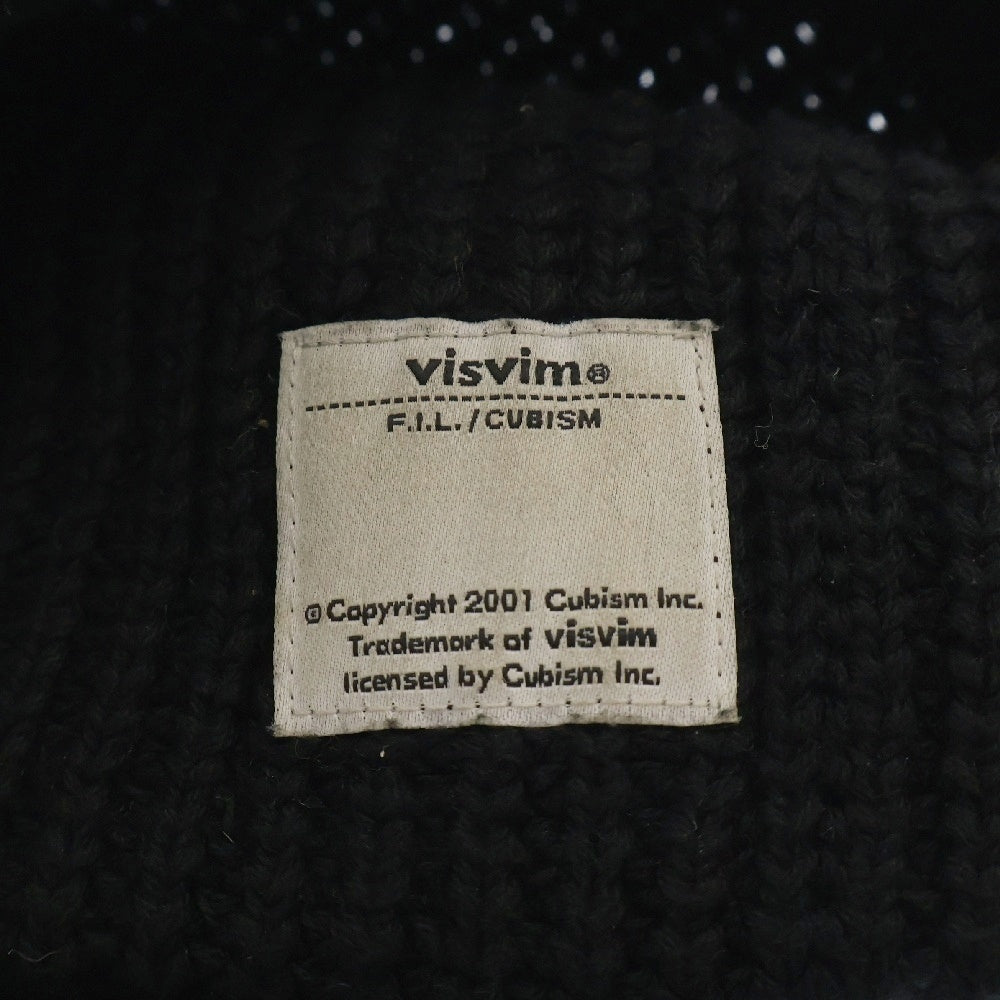 visvim®
F.I.L. / CUBISM
© Copyright 2001 Cubism Inc.
Trademark of visvim
licensed by Cubism Inc.